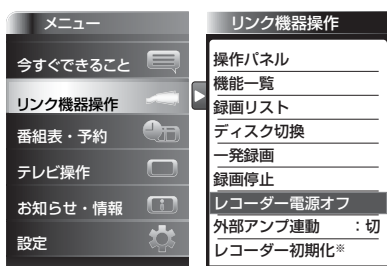 メニュー
今すぐできること
リンク機器操作
番組表・予約
テレビ操作
お知らせ・情報
設定
リンク機器操作
操作パネル
機能一覧
録画リスト
ディスク切換
一発録画
録画停止
レコーダー電源オフ
外部アンプ連動 ：切
レコーダー初期化※